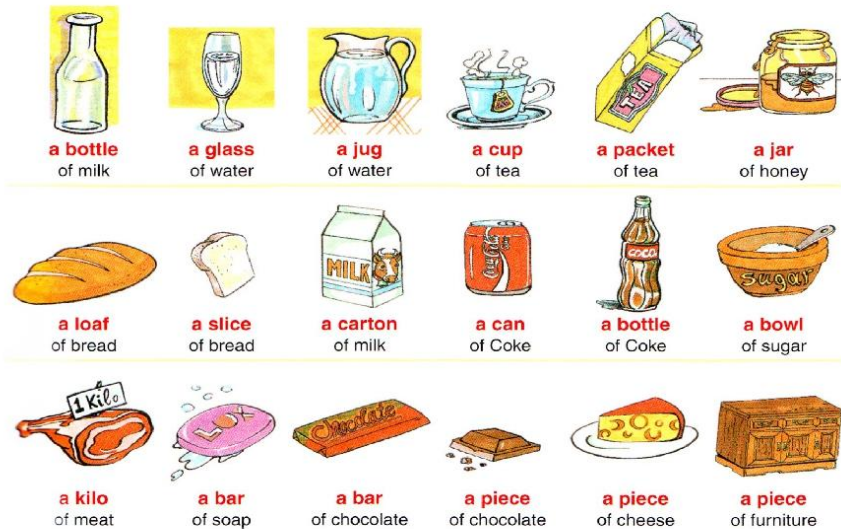 TEA
a bottle a glass a jug a cup a packet a jar
of milk of water of water of tea of tea of honey
MILK
COCA
sugar
a loaf a slice a carton a can a bottle a bowl
of bread of bread of milk of Coke of Coke of sugar
1 Kilo
LUX
Chocolate
a kilo a bar a bar a piece a piece a piece
of meat of soap of chocolate of chocolate of cheese of furniture